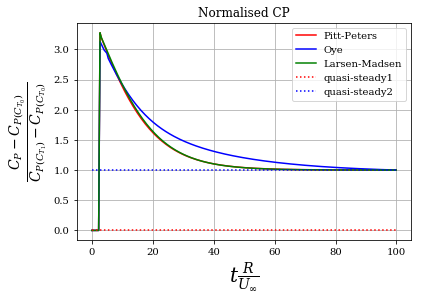 Normalised CP
Pitt-Peters
Oye
Larsen-Madsen
quasi-steady1
quasi-steady2
3.0
2.5
2.0
1.5
1.0
0.5
0.0
0 20 40 60 80 100
$\frac{C_P - C_{P(C_{T_0})}}{C_{P(C_{T_1})} - C_{P(C_{T_0})}}$
$t\frac{R}{U_\infty}$